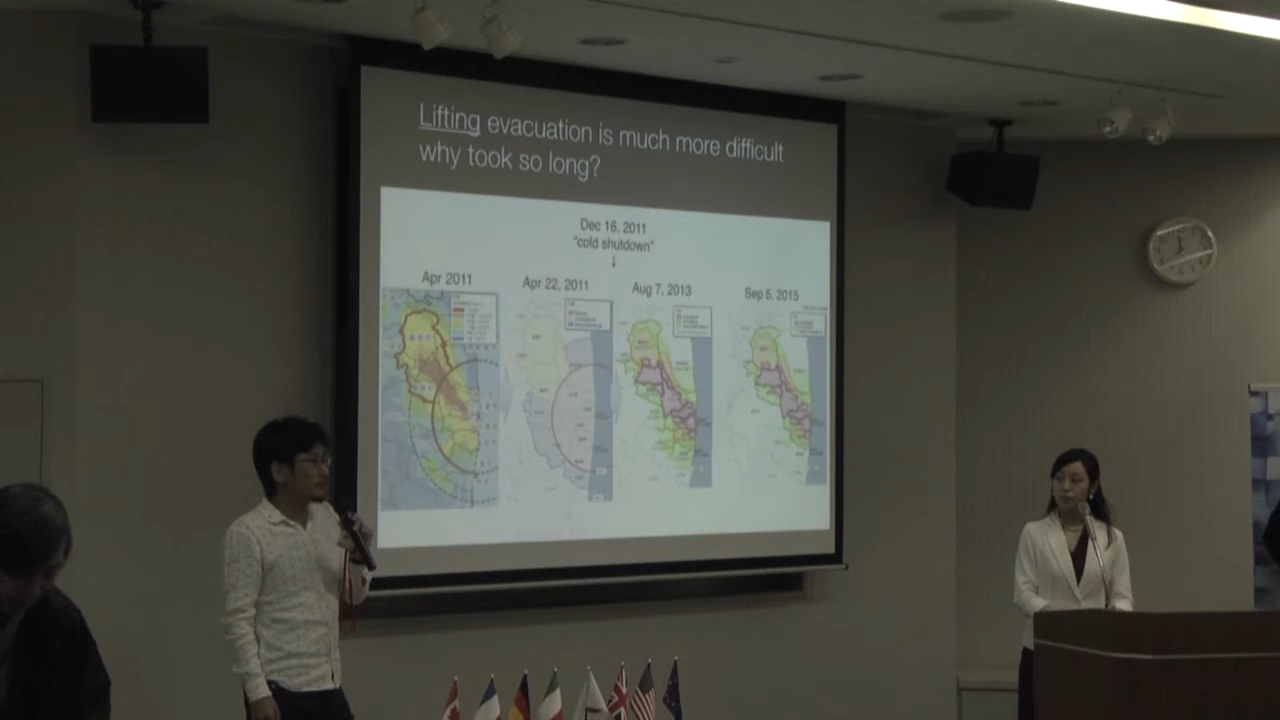 Lifting evacuation is much more difficult
why took so long?
Dec 16, 2011
"cold shutdown"
↓
Apr 2011
Apr 22, 2011
Aug 7, 2013
Sep 5, 2015